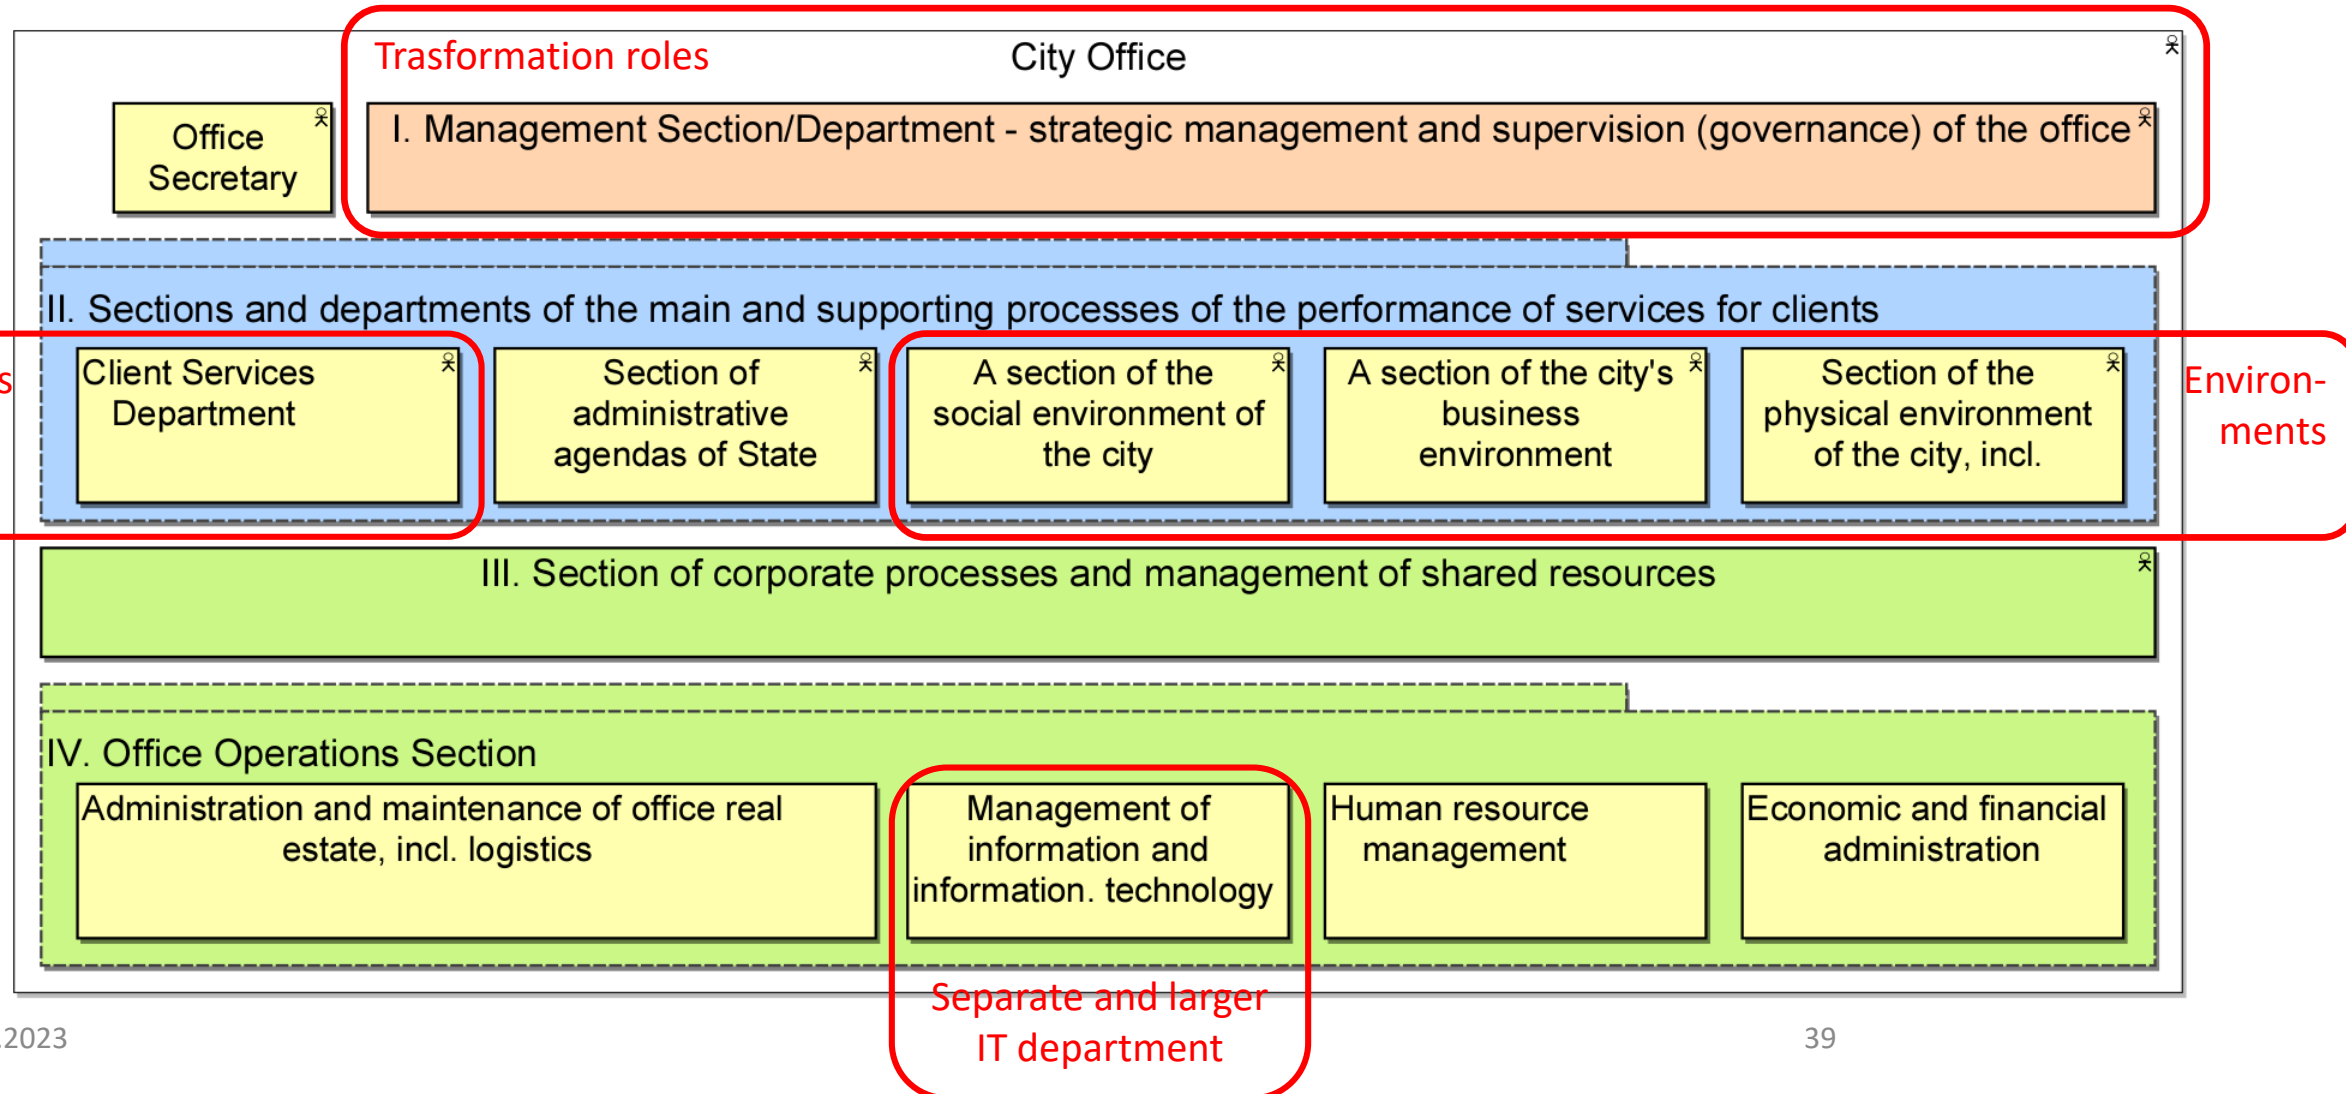 Trasformation roles
City Office
Office
Secretary
I. Management Section/Department - strategic management and supervision (governance) of the office
II. Sections and departments of the main and supporting processes of the performance of services for clients
s
Client Services
Department
Section of
administrative
agendas of State
A section of the
social environment of
the city
A section of the city's
business
environment
Section of the
physical environment
of the city, incl.
Environ-
ments
III. Section of corporate processes and management of shared resources
IV. Office Operations Section
Administration and maintenance of office real
estate, incl. logistics
Management of
information and
information. technology
Human resource
management
Economic and financial
administration
Separate and larger
IT department
.2023
39